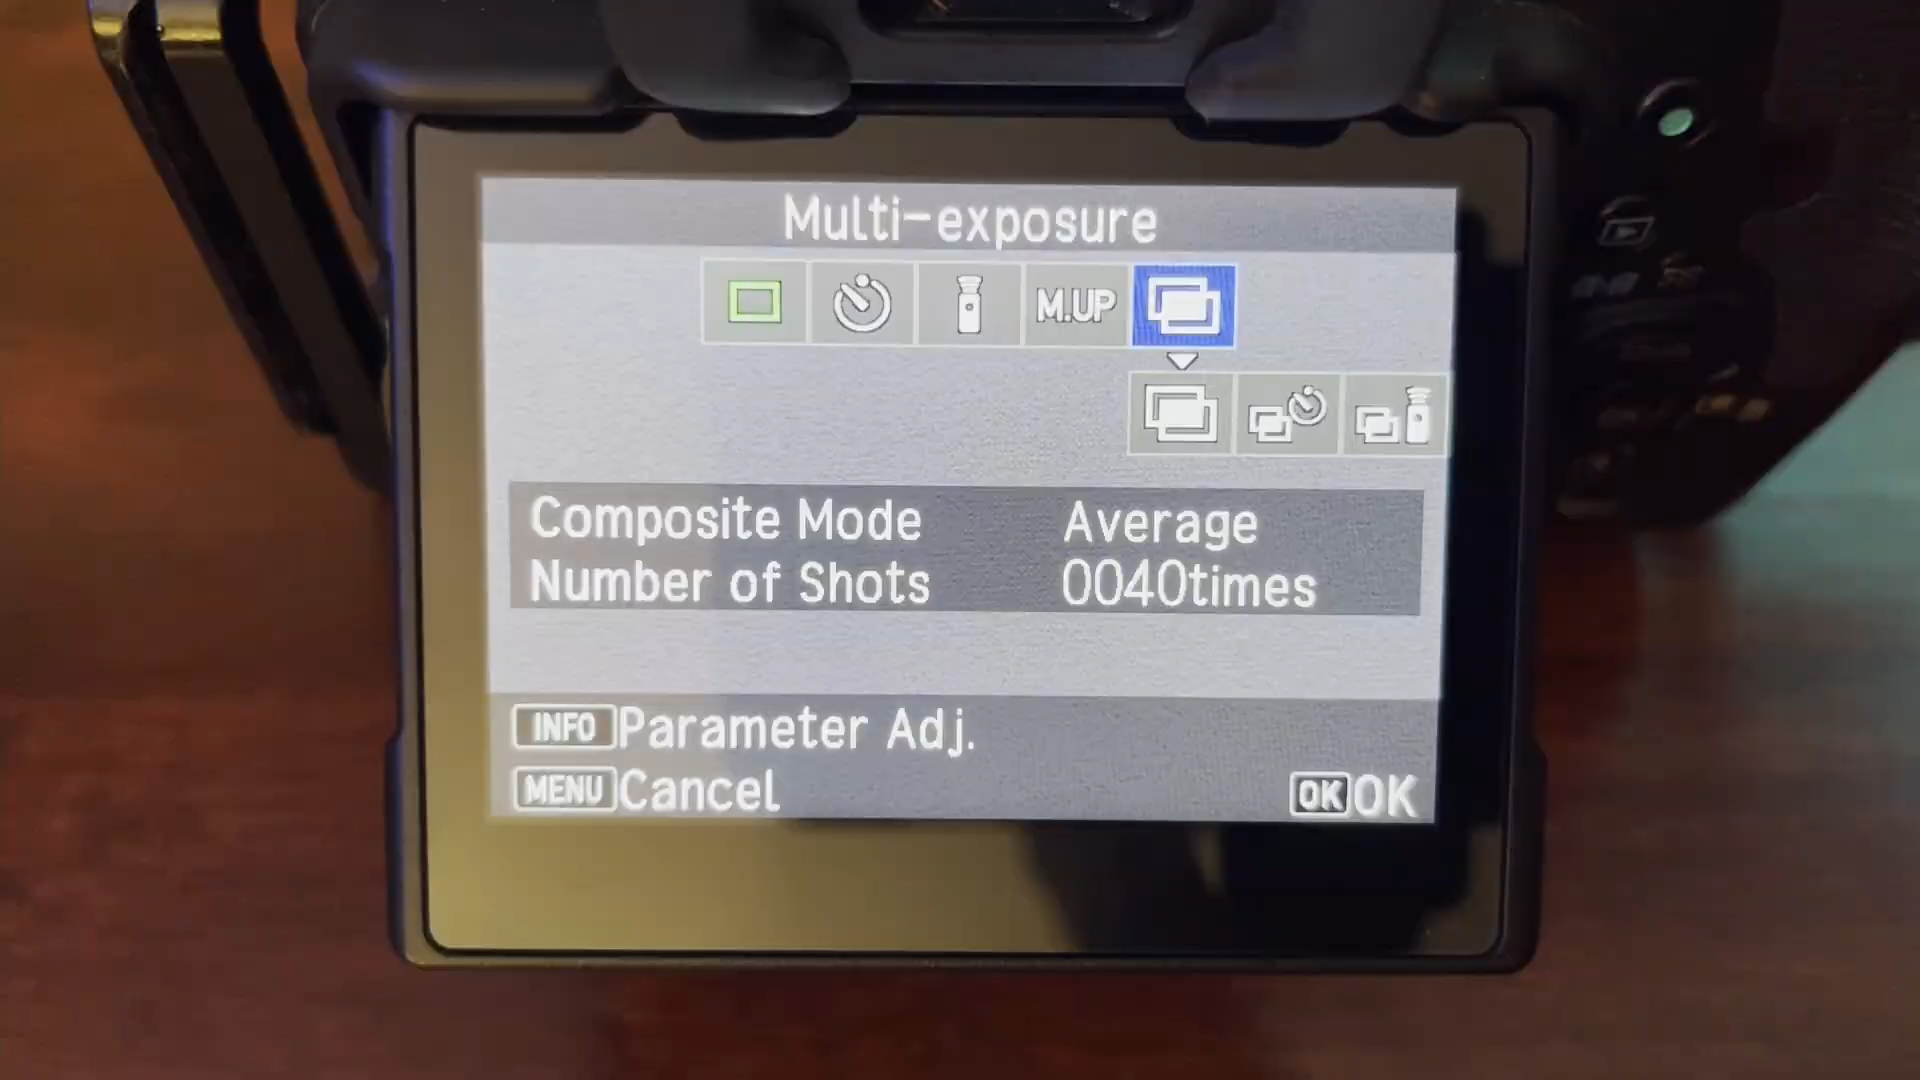 Multi-exposure
M.UP
Composite Mode Average
Number of Shots 0040times
INFO Parameter Adj.
MENU Cancel
OK OK